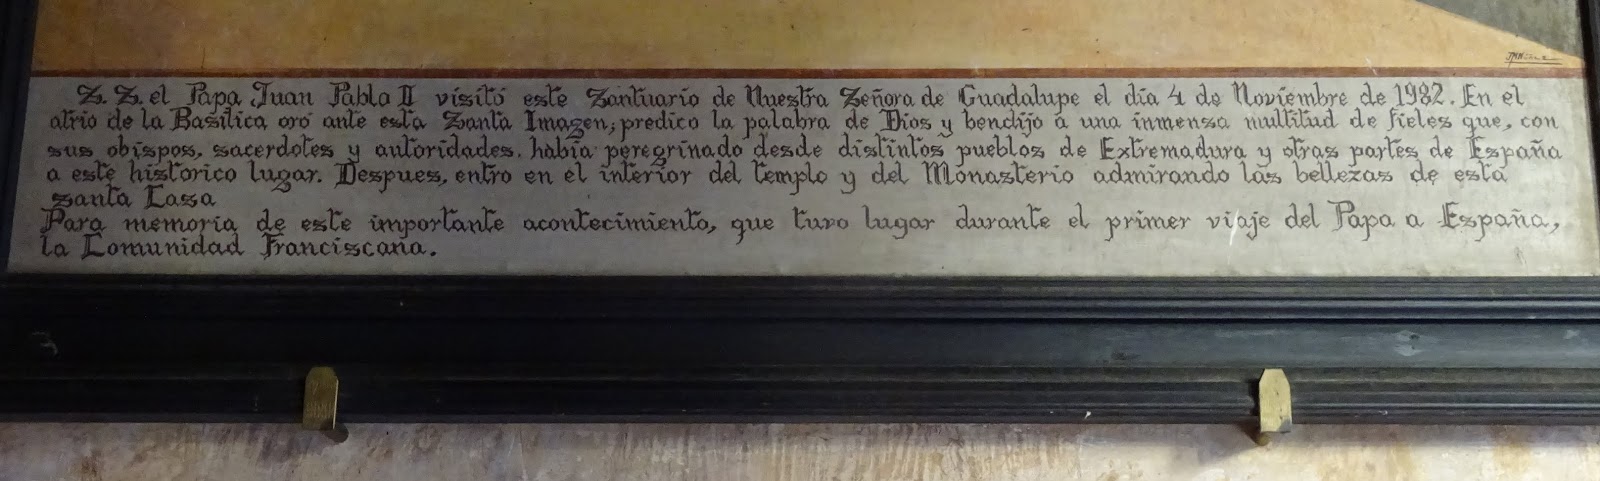 S. S. el Papa Juan Pablo II visitó este Santuario de Nuestra Señora de Guadalupe el día 4 de Noviembre de 1982. En el
atrio de la Basílica oró ante esta Santa Imagen, predico la palabra de Dios y bendijo a una inmensa multitud de fieles que, con
sus obispos, sacerdotes y autoridades, había peregrinado desde distintos pueblos de Extremadura y otras partes de España
a este historico lugar. Despues, entro en el interior del templo y del Monasterio admirando las bellezas de esta
santa Casa
Para memoria de este importante acontecimiento, que tuvo lugar durante el primer viaje del Papa a España,
la Comunidad Franciscana.